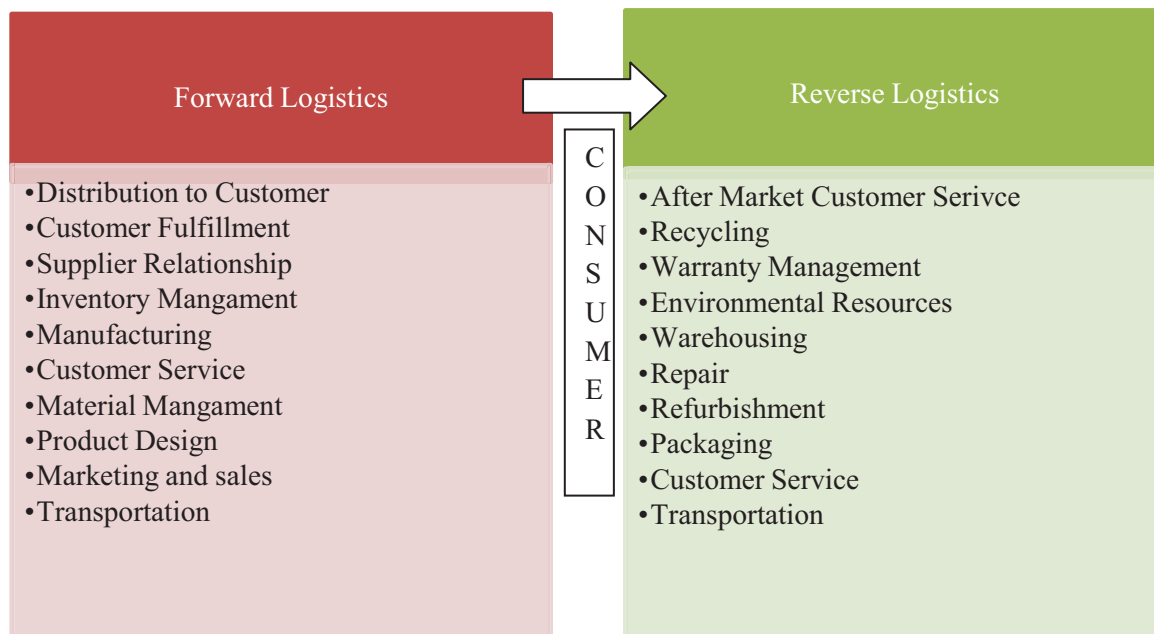 Forward Logistics
•Distribution to Customer
•Customer Fulfillment
•Supplier Relationship
•Inventory Mangament
•Manufacturing
•Customer Service
•Material Mangament
•Product Design
•Marketing and sales
•Transportation
C
O
N
S
U
M
E
R
Reverse Logistics
•After Market Customer Serivce
•Recycling
•Warranty Management
•Environmental Resources
•Warehousing
•Repair
•Refurbishment
•Packaging
•Customer Service
•Transportation